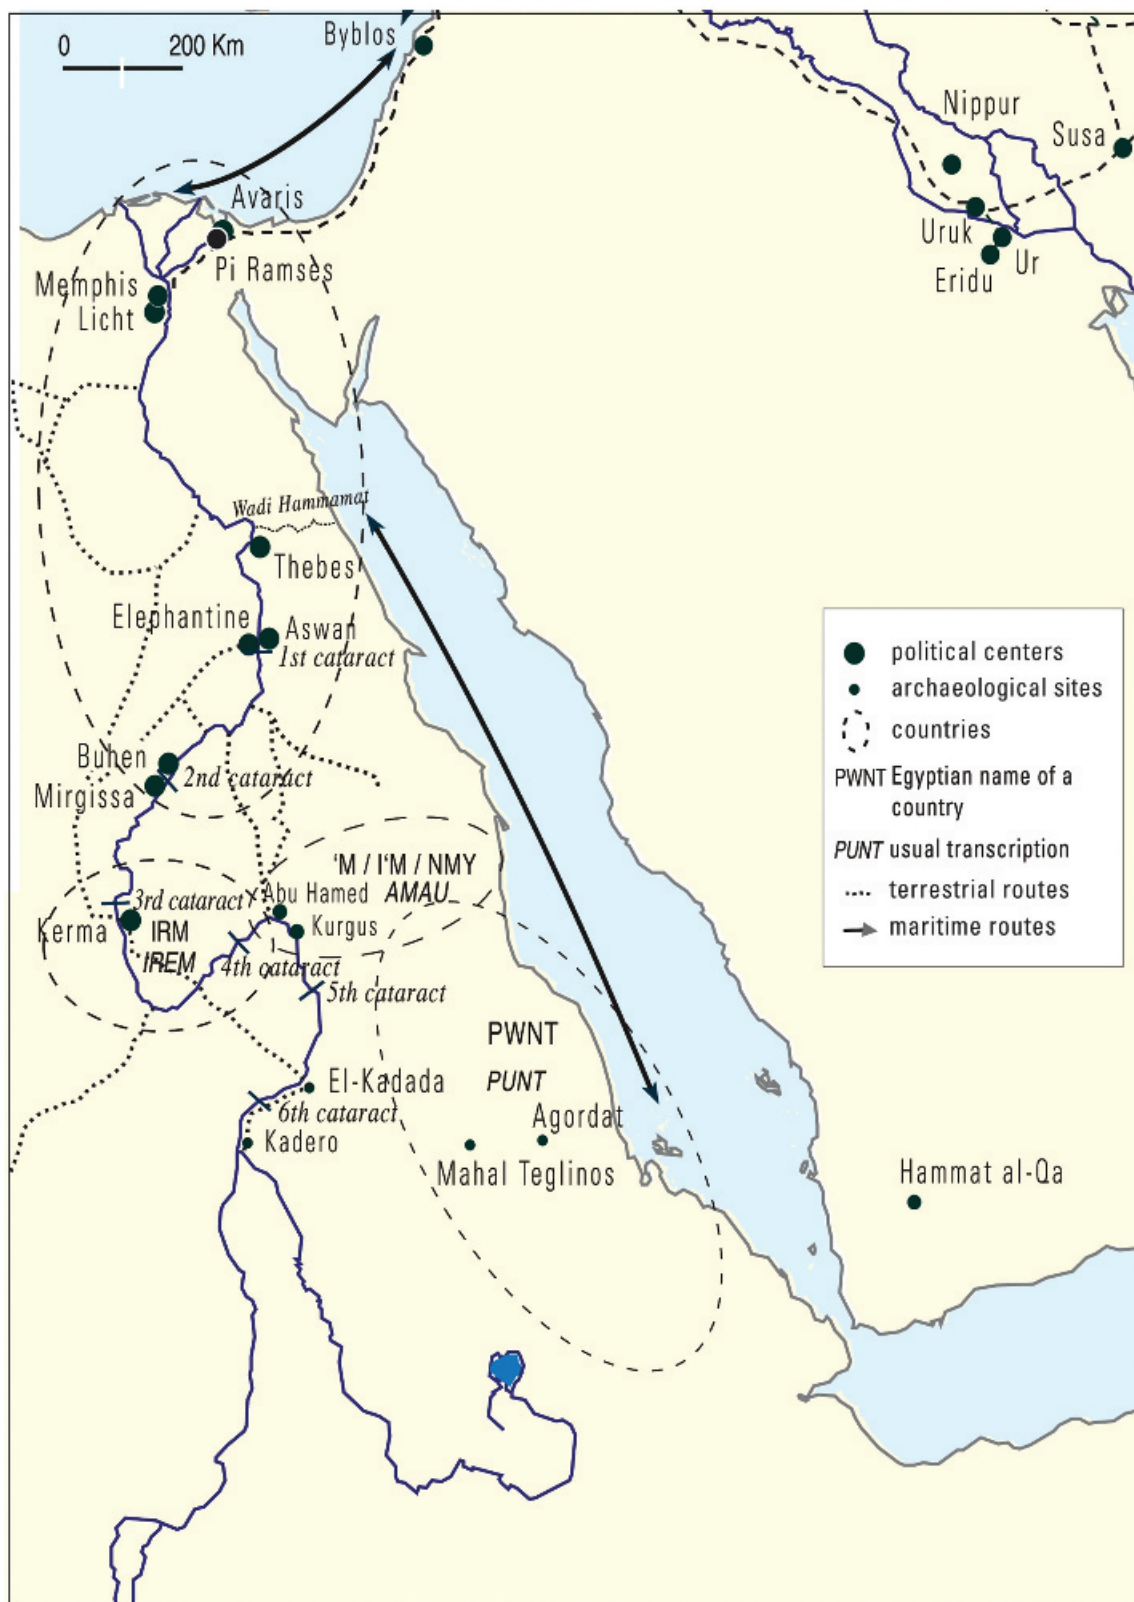 0 200 Km
Byblos
Nippur
Susa
Avaris
Uruk
Ur
Pi Ramses
Eridu
Memphis
Licht
Wadi Hammamat
Thebes
Elephantine
Aswan
1st cataract
political centers
archaeological sites
countries
PWNT Egyptian name of a
country
PUNT usual transcription
terrestrial routes
maritime routes
Buhen
2nd cataract
Mirgissa
'M / I'M / NMY
AMAU
Abu Hamed
3rd cataract
Kerma
IRM
Kurgus
IREM
4th cataract
5th cataract
PWNT
PUNT
El-Kadada
6th cataract
Agordat
Kadero
Mahal Teglinos
Hammat al-Qa